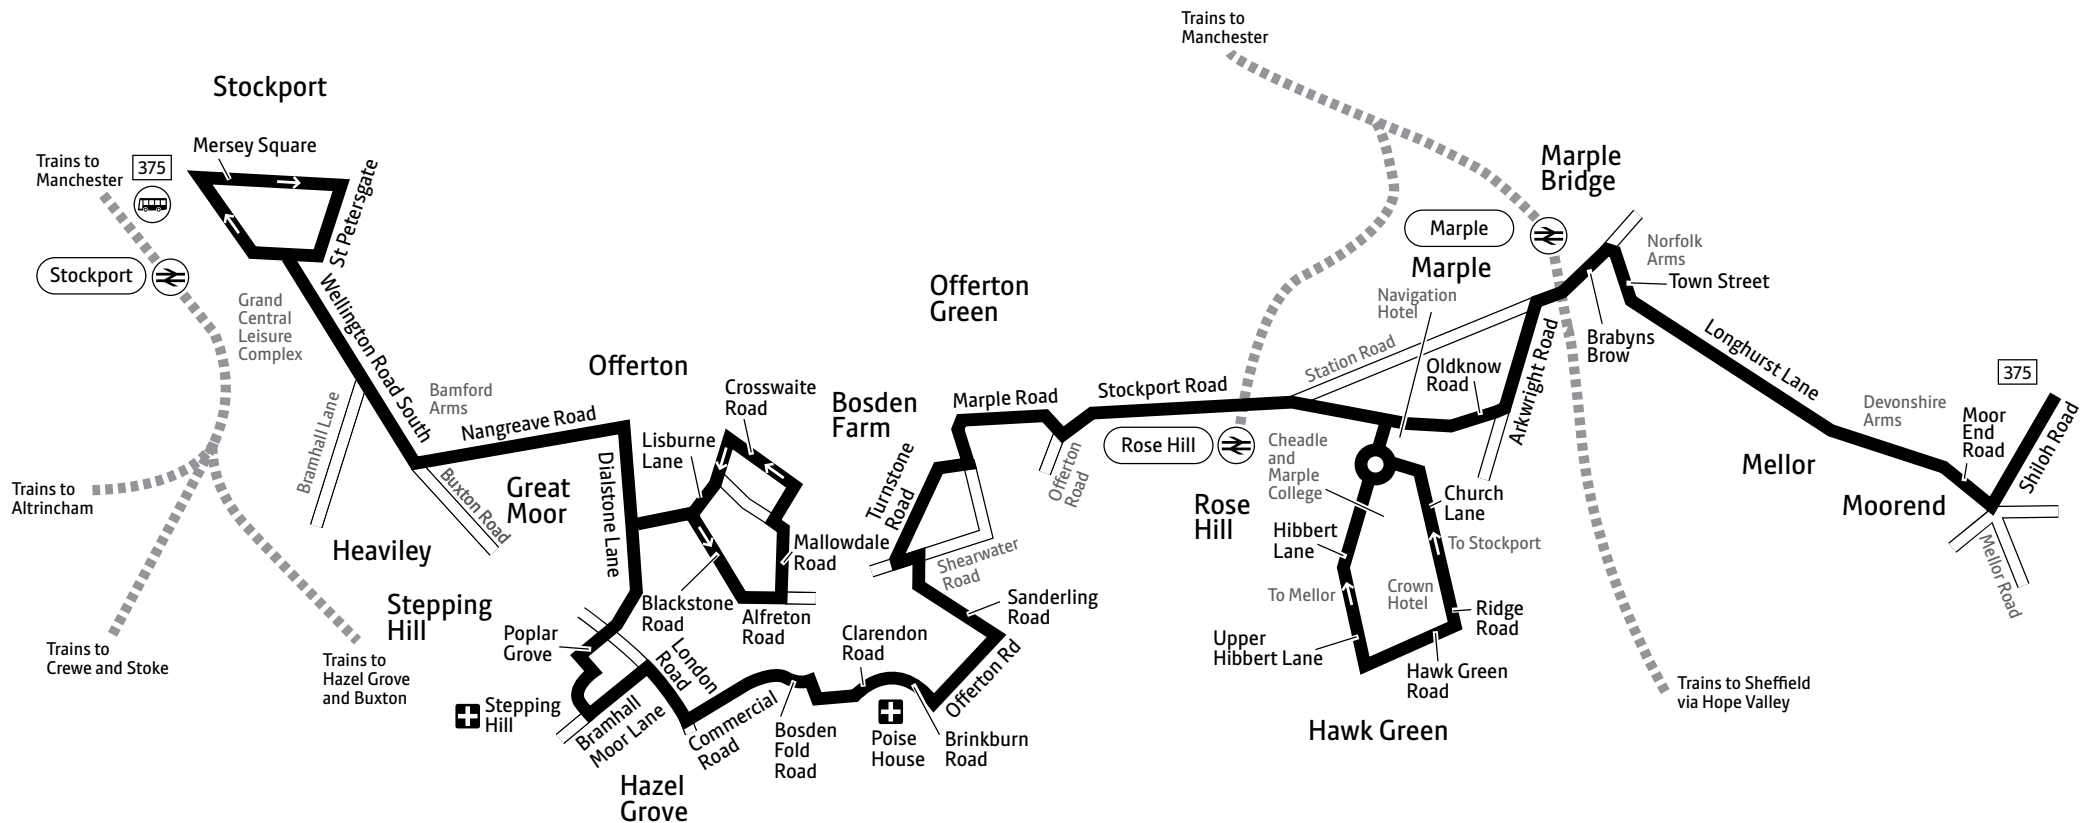 Trains to
Manchester
Stockport
Mersey Square
Trains to
Manchester
375
St Petersgate
Stockport
Grand
Central
Leisure
Complex
Wellington Road South
Bramhall Lane
Bamford
Arms
Nangreave Road
Buxton Road
Heaviley
Trains to
Altrincham
Trains to
Crewe and Stoke
Trains to
Hazel Grove
and Buxton
Great
Moor
Dialstone Lane
Offerton
Crosswaite
Road
Lisburne
Lane
Mallowdale
Road
Blackstone
Road
Alfreton
Road
Stepping
Hill
Poplar
Grove
London
Road
Stepping
Hill
Bramhall
Moor Lane
Commercial
Road
Hazel
Grove
Bosden
Fold
Road
Clarendon
Road
Poise
House
Brinkburn
Road
Offerton Rd
Sanderling
Road
Shearwater
Road
Turnstone
Road
Bosden
Farm
Offerton
Green
Marple Road
Offerton
Road
Stockport Road
Rose Hill
Rose
Hill
Marple
Bridge
Marple
Marple
Navigation
Hotel
Station Road
Oldknow
Road
Arkwright Road
Cheadle
and
Marple
College
Hibbert
Lane
Church
Lane
To Stockport
To Mellor
Crown
Hotel
Ridge
Road
Upper
Hibbert Lane
Hawk Green
Road
Hawk Green
Norfolk
Arms
Town Street
Brabyns
Brow
Longhurst Lane
Devonshire
Arms
Mellor
Moorend
Moor
End
Road
375
Shiloh Road
Mellor Road
Trains to Sheffield
via Hope Valley